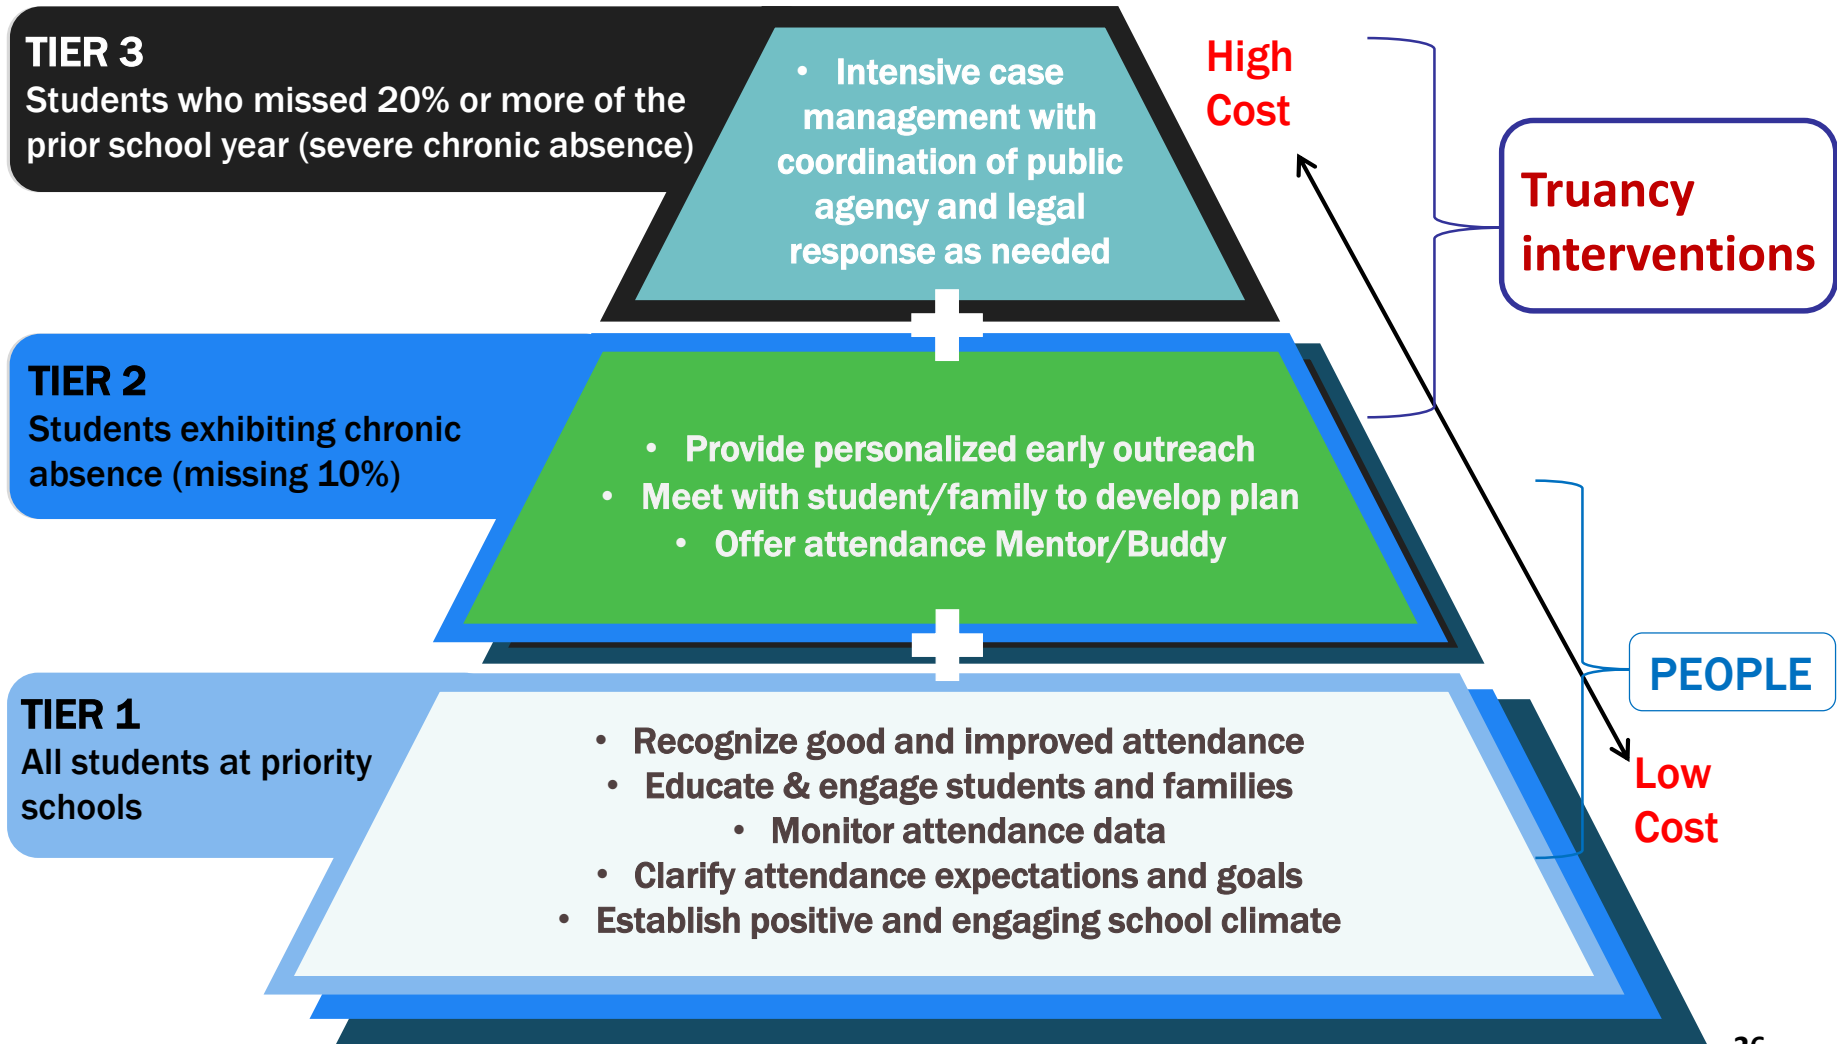 TIER 3
Students who missed 20% or more of the
prior school year (severe chronic absence)
• Intensive case
management with
coordination of public
agency and legal
response as needed
High
Cost
Truancy
interventions
TIER 2
Students exhibiting chronic
absence (missing 10%)
• Provide personalized early outreach
• Meet with student/family to develop plan
• Offer attendance Mentor/Buddy
PEOPLE
TIER 1
All students at priority
schools
• Recognize good and improved attendance
• Educate & engage students and families
• Monitor attendance data
• Clarify attendance expectations and goals
• Establish positive and engaging school climate
Low
Cost